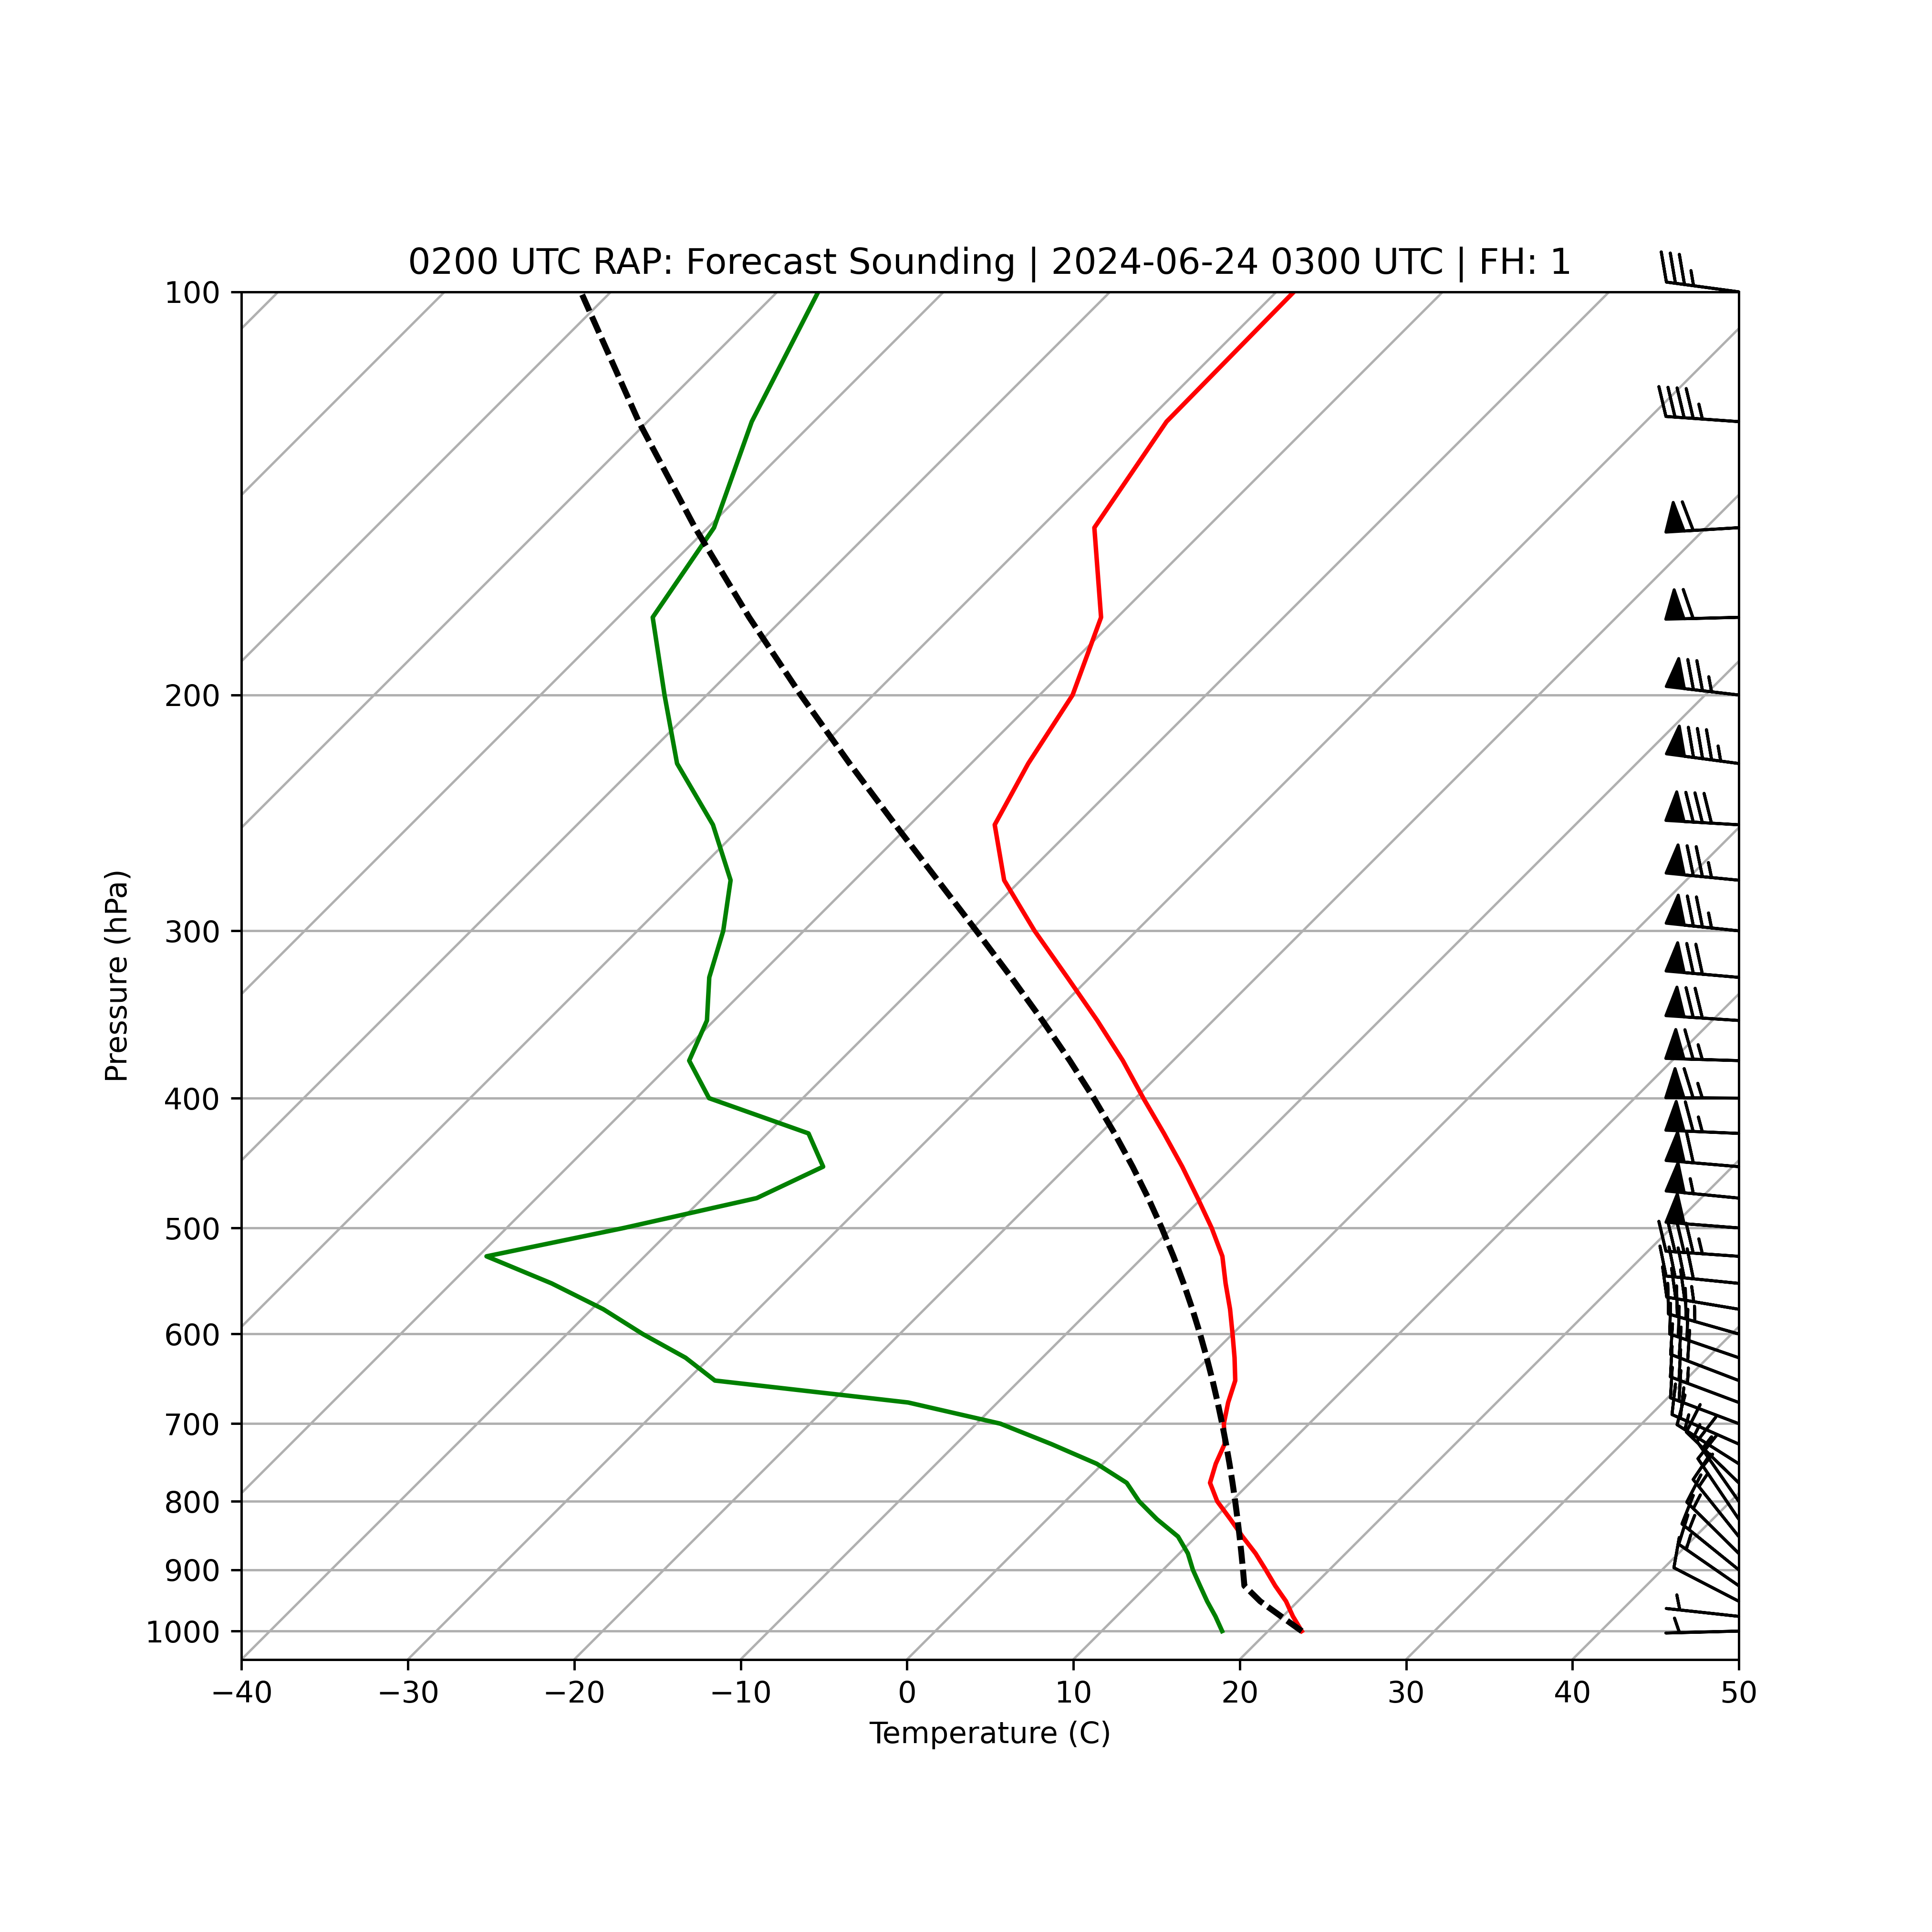 0200 UTC RAP: Forecast Sounding | 2024-06-24 0300 UTC | FH: 1
100
200
300
400
500
600
700
800
900
1000
Pressure (hPa)
−40 −30 −20 −10 0 10 20 30 40 50
Temperature (C)